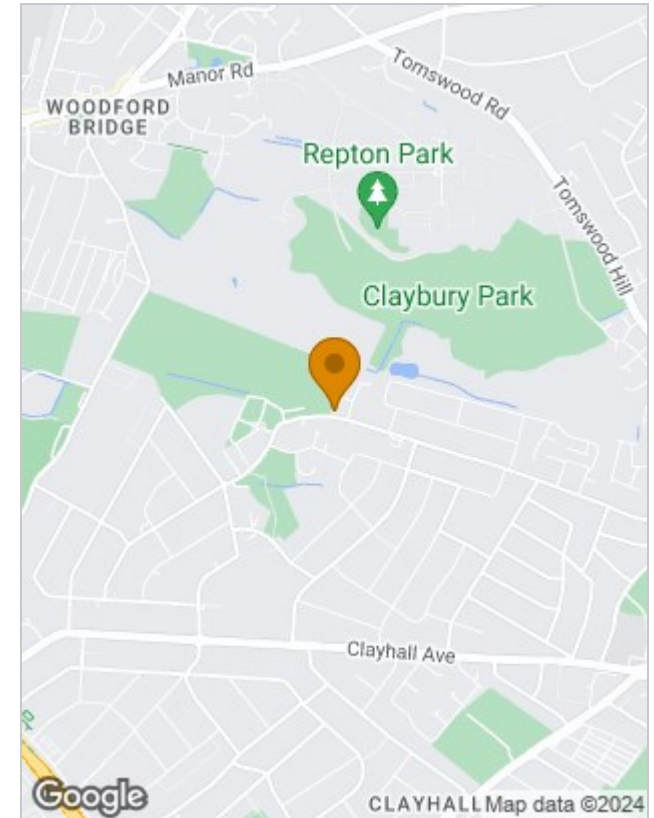 Manor Rd
Tomswood Rd
WOODFORD
BRIDGE
Repton Park
Tomswood Hill
Claybury Park
Clayhall Ave
Google
CLAYHALL
Map data ©2024